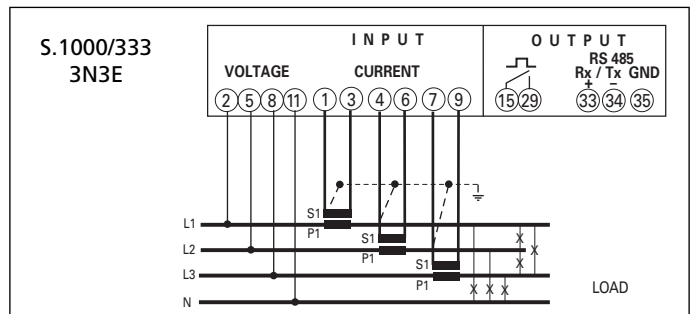 S.1000/333
3N3E
INPUT
OUTPUT
VOLTAGE
CURRENT
RS 485
Rx / Tx GND
+ −
2 5 8 11 1 3 4 6 7 9
15 29
33 34 35
S1
L1
P1
S1
L2
P1
S1
L3
P1
LOAD
N